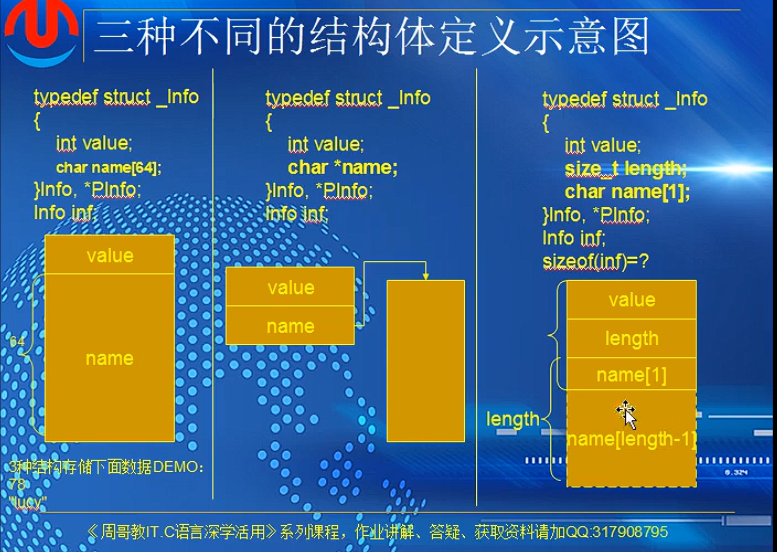 三种不同的结构体定义示意图
typedef struct _Info
{
int value;
char name[64];
}Info, *PInfo;
Info inf;
value
64
name
typedef struct _Info
{
int value;
char *name;
}Info, *PInfo;
Info inf;
value
name
typedef struct _Info
{
int value;
size_t length;
char name[1];
}Info, *PInfo;
Info inf;
sizeof(inf)=?
value
length
name[1]
length
name[length-1]
3种结构存储下面数据DEMO:
78
"lucy"
0.324
《周哥教IT.C语言深学活用》系列课程，作业讲解、答疑、获取资料请加QQ:317908795